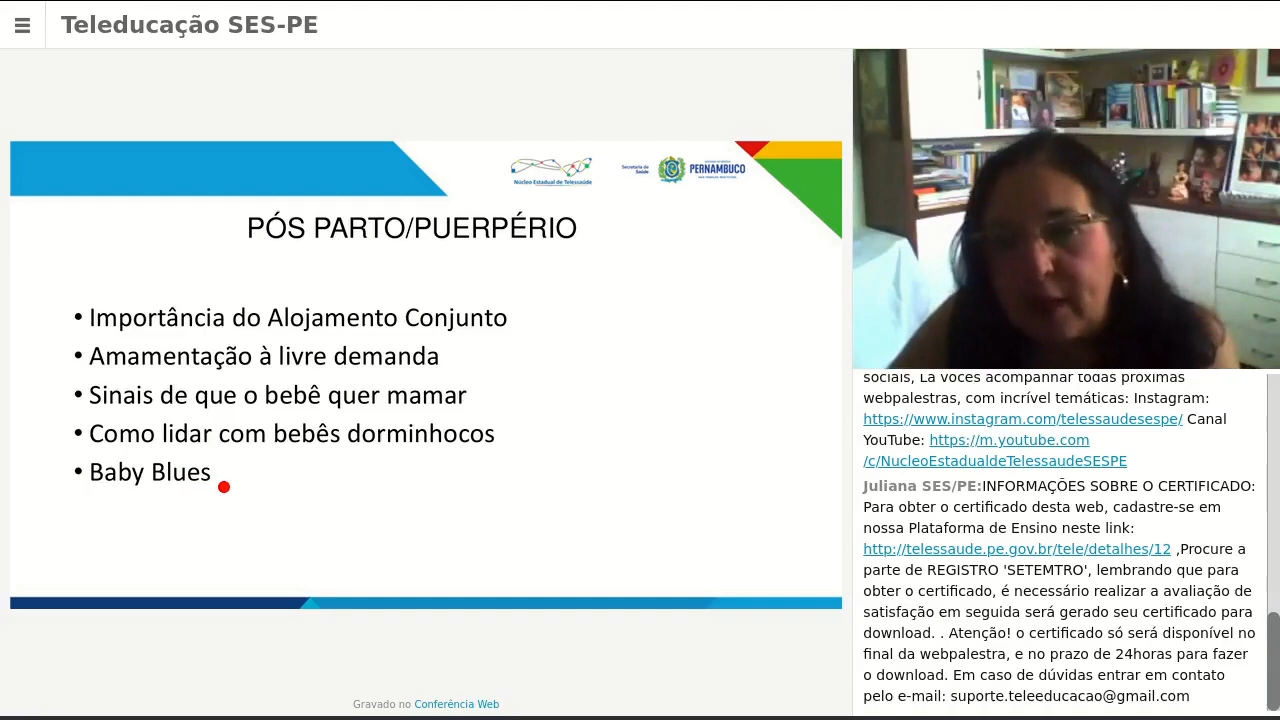 Teleducação SES-PE
Núcleo Estadual de Telessaúde
Secretaria de
Saúde
PERNAMBUCO
PÓS PARTO/PUERPÉRIO
• Importância do Alojamento Conjunto
• Amamentação à livre demanda
• Sinais de que o bebê quer mamar
• Como lidar com bebês dorminhocos
• Baby Blues
Gravado no Conferência Web
sociais, Lá vocês acompanhar todas próximas
webpalestras, com incrível temáticas: Instagram:
https://www.instagram.com/telessaudesespe/ Canal
YouTube: https://m.youtube.com
/c/NucleoEstadualdeTelessaudeSESPE
Juliana SES/PE:INFORMAÇÕES SOBRE O CERTIFICADO:
Para obter o certificado desta web, cadastre-se em
nossa Plataforma de Ensino neste link:
http://telessaude.pe.gov.br/tele/detalhes/12 ,Procure a
parte de REGISTRO 'SETEMTRO', lembrando que para
obter o certificado, é necessário realizar a avaliação de
satisfação em seguida será gerado seu certificado para
download. . Atenção! o certificado só será disponível no
final da webpalestra, e no prazo de 24horas para fazer
o download. Em caso de dúvidas entrar em contato
pelo e-mail: suporte.teleeducacao@gmail.com